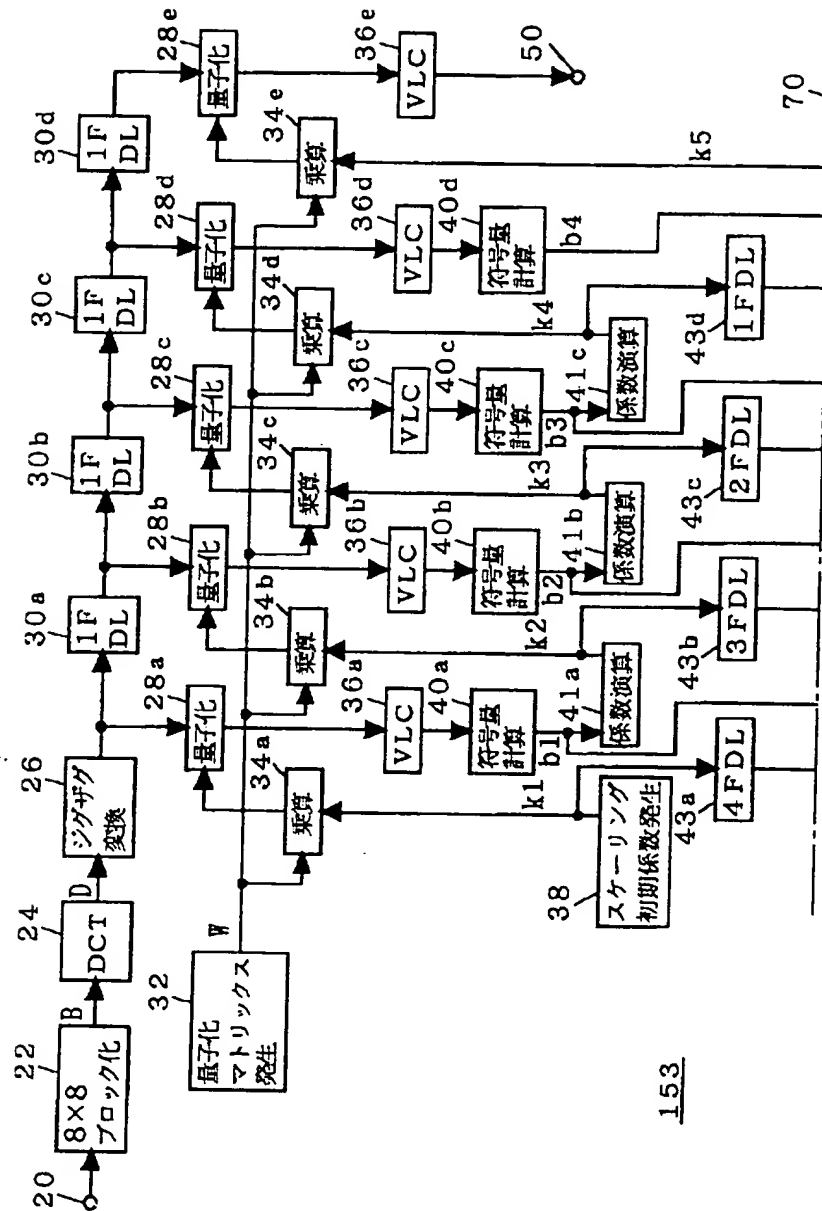 20
22
8×8
ブロック化
B
24
DCT
D
26
ジグザグ
変換
30a
1F
DL
30b
1F
DL
30c
1F
DL
30d
1F
DL
32
量子化
マトリックス
発生
W
28a
量子化
28b
量子化
28c
量子化
28d
量子化
28e
量子化
34a
乗算
34b
乗算
34c
乗算
34d
乗算
34e
乗算
36a
VLC
36b
VLC
36c
VLC
36d
VLC
36e
VLC
50
40a
符号量
計算
40b
符号量
計算
40c
符号量
計算
40d
符号量
計算
k1
b1
k2
b2
k3
b3
k4
b4
k5
41a
係数演算
41b
係数演算
41c
係数演算
38
スケーリング
初期係数発生
43a
4FDL
43b
3FDL
43c
2FDL
43d
1FDL
70
153